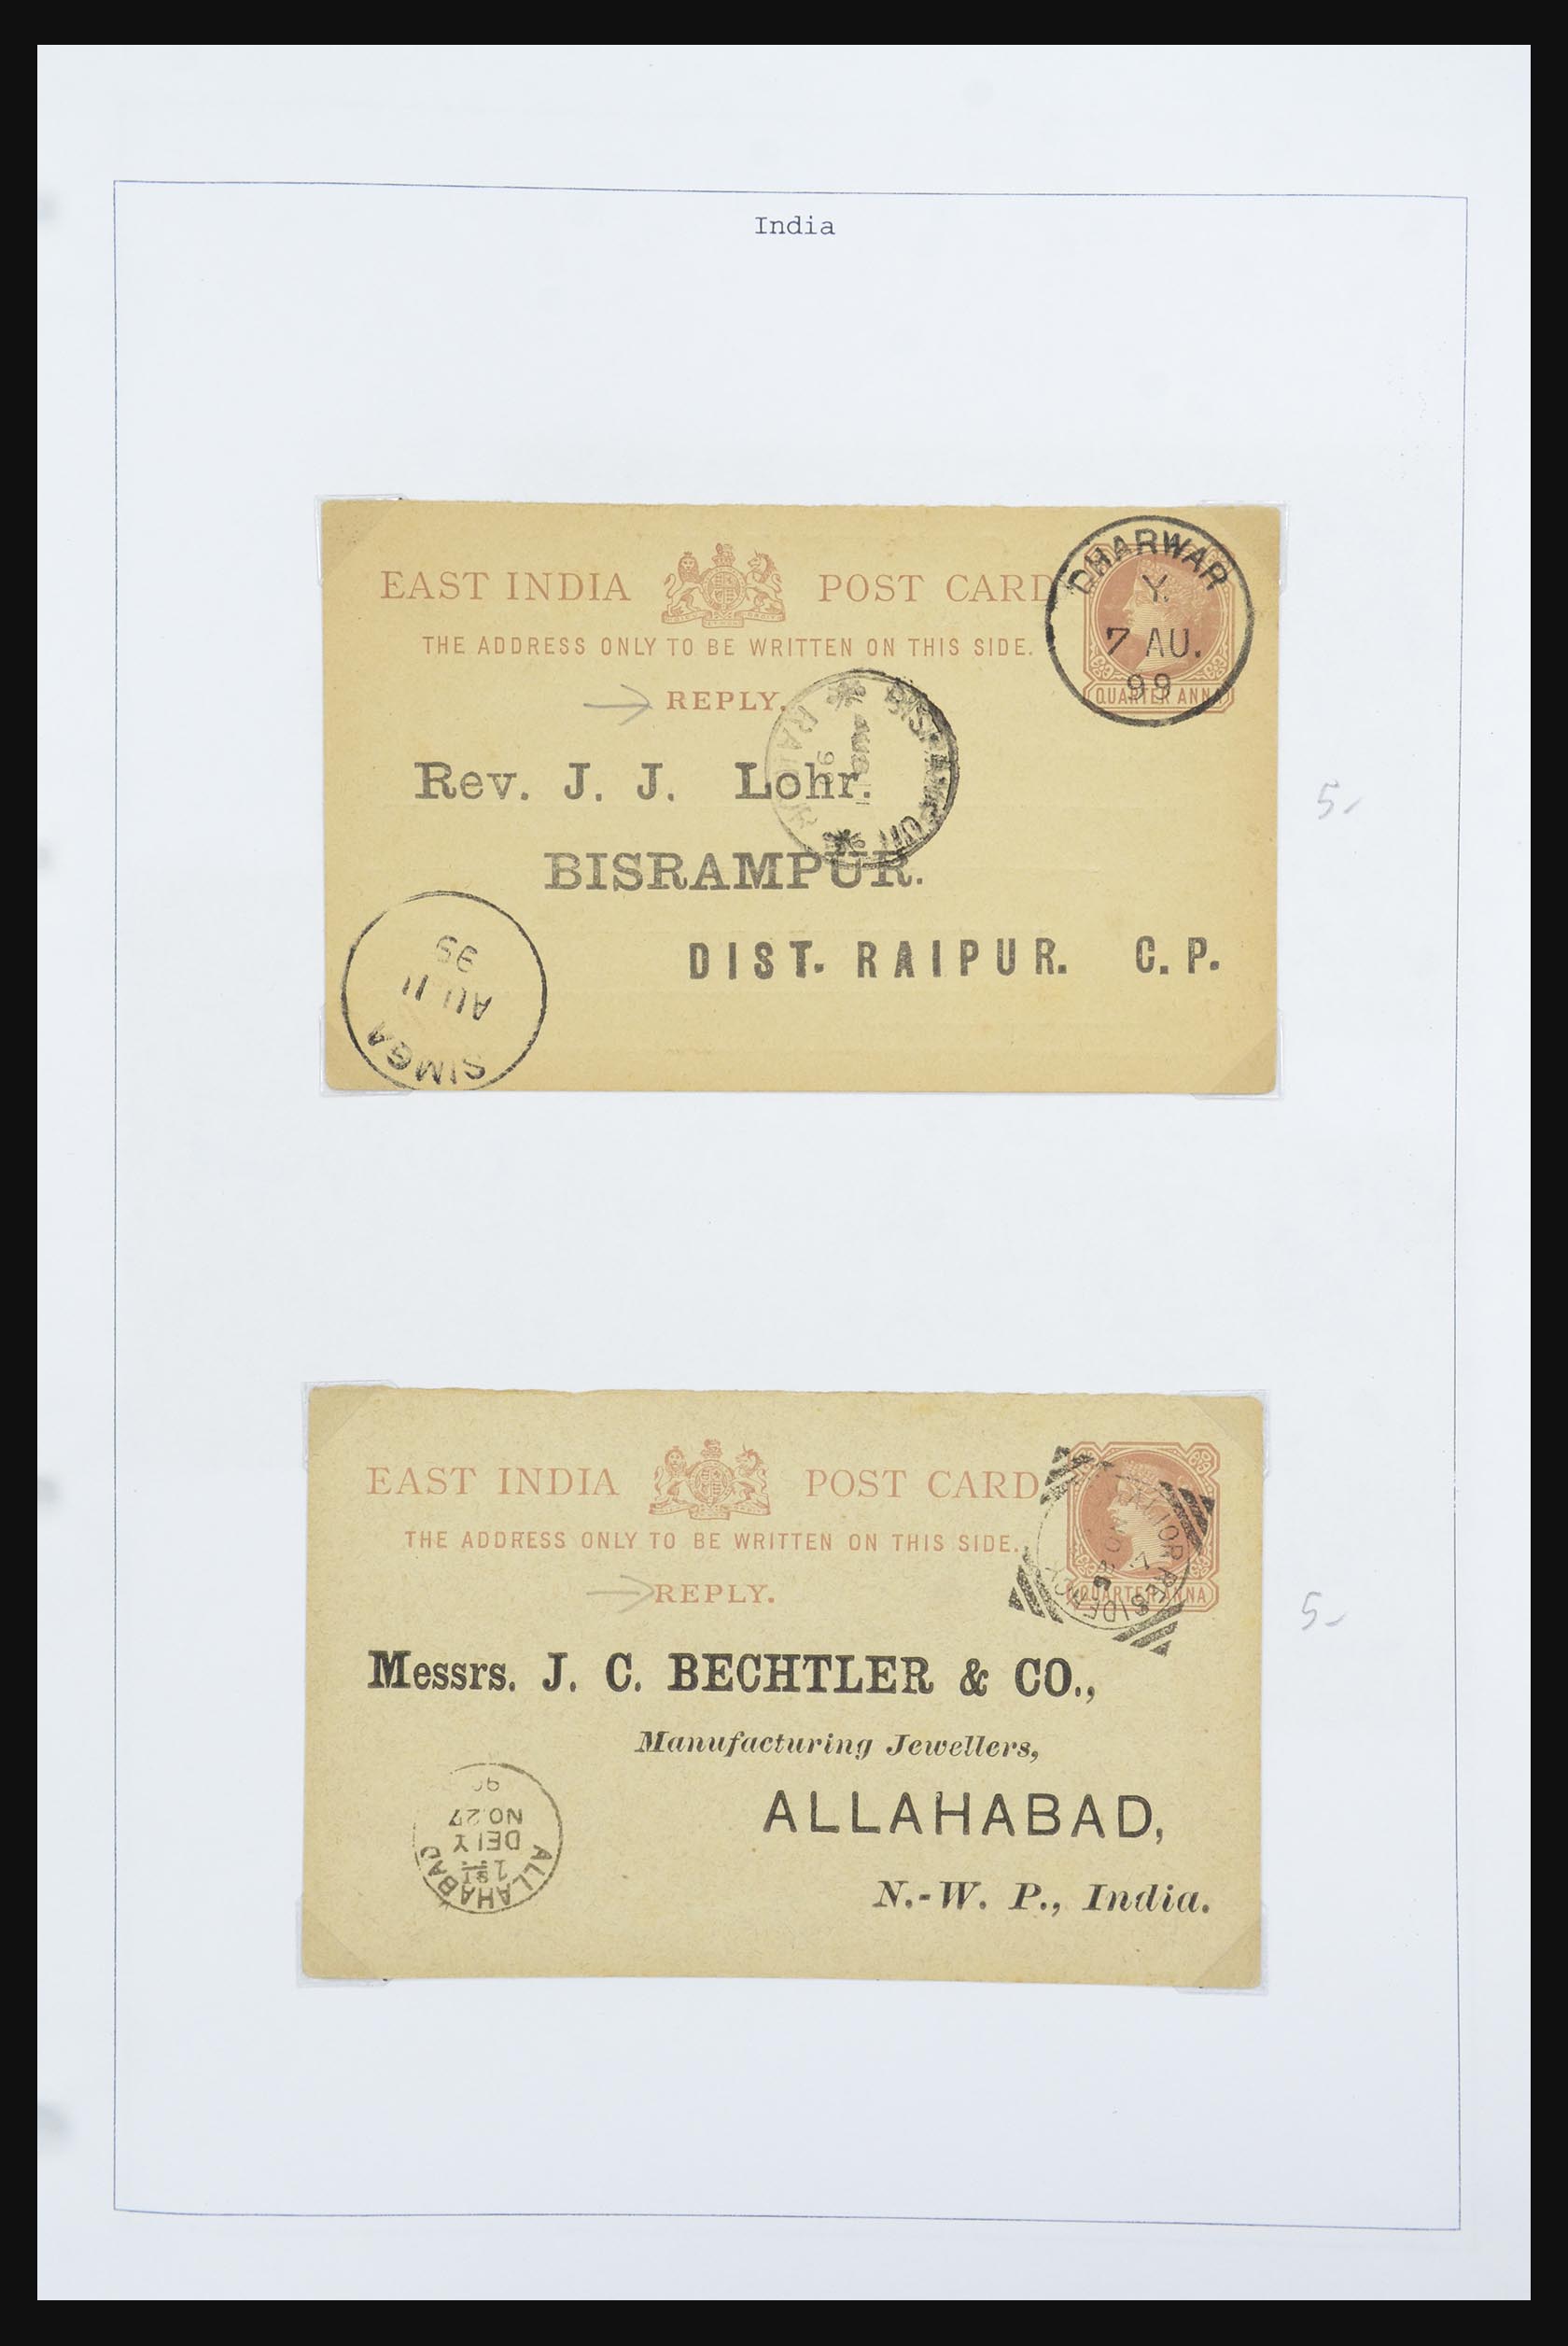 India
EAST INDIA POST CARD
THE ADDRESS ONLY TO BE WRITTEN ON THIS SIDE.
REPLY.
QUARTER ANNA
DHARWAR
Y.
7 AU.
99
Rev. J. J. Lohr.
BISRAMPUR.
DIST. RAIPUR. C. P.
SIMGA
AU 11
99
5-
EAST INDIA POST CARD
THE ADDRESS ONLY TO BE WRITTEN ON THIS SIDE.
REPLY.
QUARTER ANNA
Messrs. J. C. BECHTLER & CO.,
Manufacturing Jewellers,
ALLAHABAD,
N.-W. P., India.
ALLAHABAD
1ST
DELY
NO.27
5-